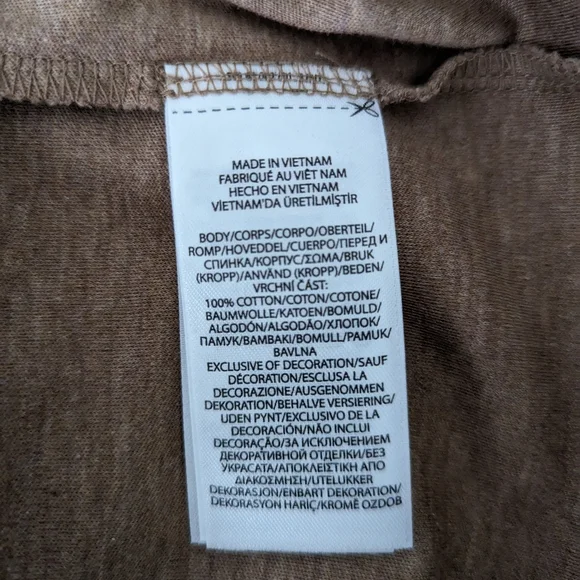 MADE IN VIETNAM
FABRIQUÉ AU VIÊT NAM
HECHO EN VIETNAM
VİETNAM'DA ÜRETİLMİŞTİR
BODY/CORPS/CORPO/OBERTEIL/
ROMP/HOVEDDEL/CUERPO/ПЕРЕД И
СПИНКА/КОРПУС/ΣΩΜΑ/BRUK
(KROPP)/ANVÄND (KROPP)/BEDEN/
VRCHNÍ ČÁST:
100% COTTON/COTON/COTONE/
BAUMWOLLE/KATOEN/BOMULD/
ALGODÓN/ALGODÃO/ХЛОПОК/
ПАМУК/ΒΑΜΒΑΚΙ/BOMULL/PAMUK/
BAVLNA
EXCLUSIVE OF DECORATION/SAUF
DÉCORATION/ESCLUSA LA
DECORAZIONE/AUSGENOMMEN
DEKORATION/BEHALVE VERSIERING/
UDEN PYNT/EXCLUSIVO DE LA
DECORACIÓN/NÃO INCLUI
DECORAÇÃO/ЗА ИСКЛЮЧЕНИЕМ
ДЕКОРАТИВНОЙ ОТДЕЛКИ/БЕЗ
УКРАСАТА/ΑΠΟΚΛΕΙΣΤΙΚΗ ΑΠΟ
ΔΙΑΚΟΣΜΗΣΗ/UTELUKKER
DEKORASJON/ENBART DEKORATION/
DEKORASYON HARİÇ/KROMĚ OZDOB